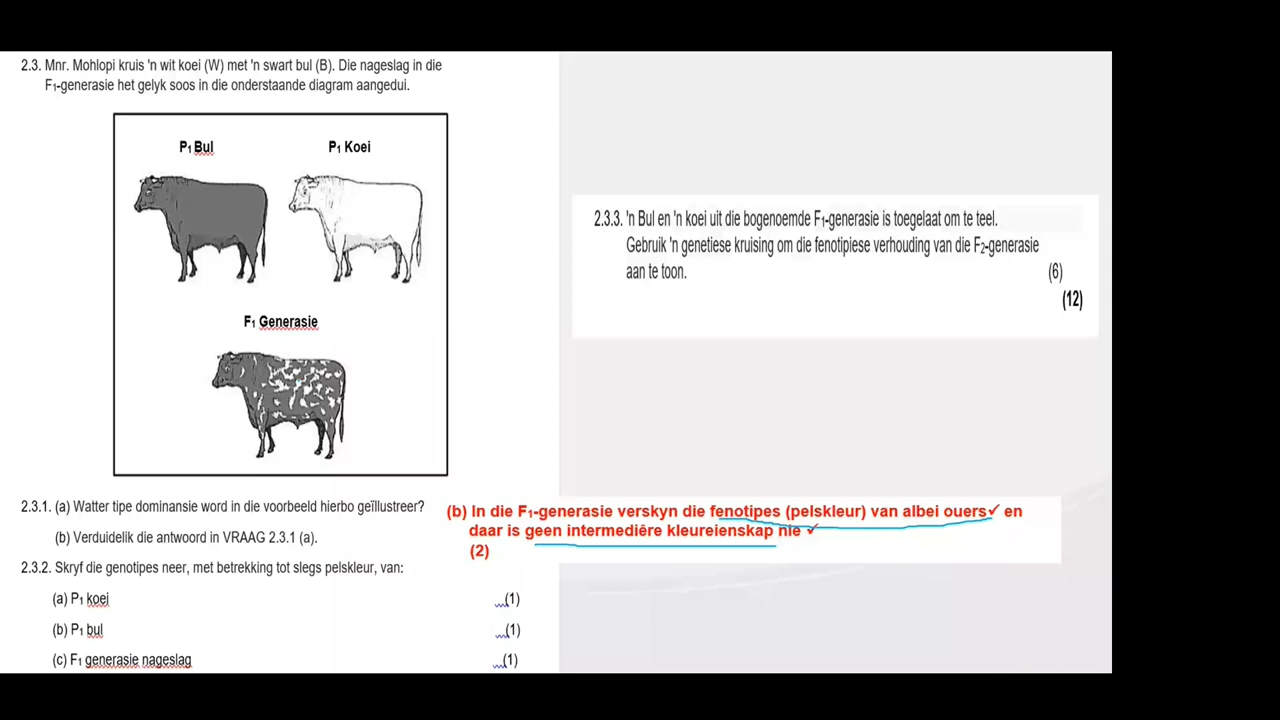 2.3. Mnr. Mohlopi kruis 'n wit koei (W) met 'n swart bul (B). Die nageslag in die
F₁-generasie het gelyk soos in die onderstaande diagram aangedui.
P₁ Bul
P₁ Koei
F₁ Generasie
2.3.1. (a) Watter tipe dominansie word in die voorbeeld hierbo geïllustreer?
(b) Verduidelik die antwoord in VRAAG 2.3.1 (a).
2.3.2. Skryf die genotipes neer, met betrekking tot slegs pelskleur, van:
(a) P₁ koei (1)
(b) P₁ bul (1)
(c) F₁ generasie nageslag (1)
2.3.3. 'n Bul en 'n koei uit die bogenoemde F₁-generasie is toegelaat om te teel.
Gebruik 'n genetiese kruising om die fenotipiese verhouding van die F₂-generasie
aan te toon. (6)
(12)
(b) In die F₁-generasie verskyn die fenotipes (pelskleur) van albei ouers✓ en
daar is geen intermediêre kleureienskap nie ✓
(2)